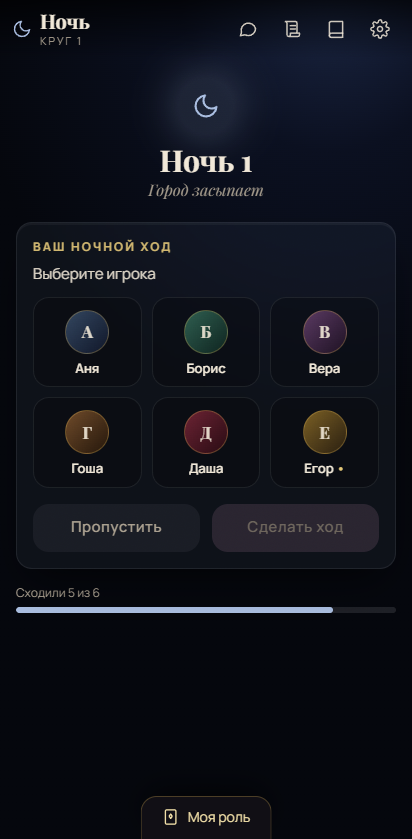 Ночь
КРУГ 1
Ночь 1
Город засыпает
ВАШ НОЧНОЙ ХОД
Выберите игрока
А Б В
Аня Борис Вера
Г Д Е
Гоша Даша Егор •
Пропустить Сделать ход
Сходили 5 из 6
Моя роль